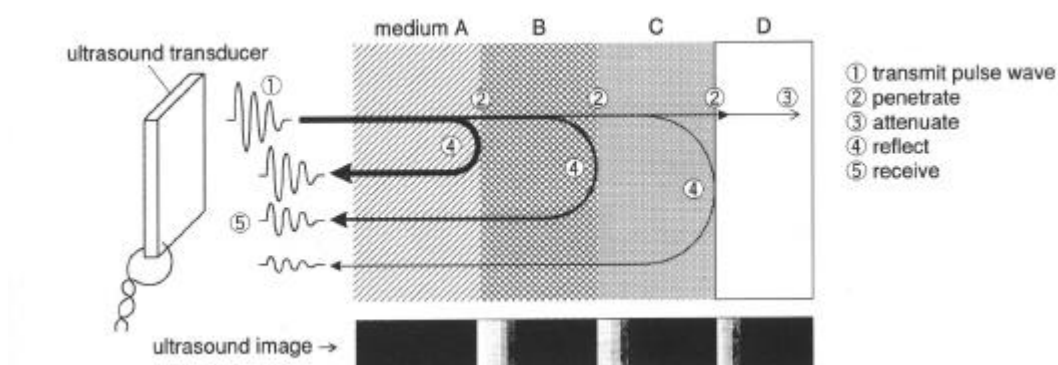 medium A B C D
ultrasound transducer
① ② ② ② ③
④ ④ ④
⑤
① transmit pulse wave
② penetrate
③ attenuate
④ reflect
⑤ receive
ultrasound image →